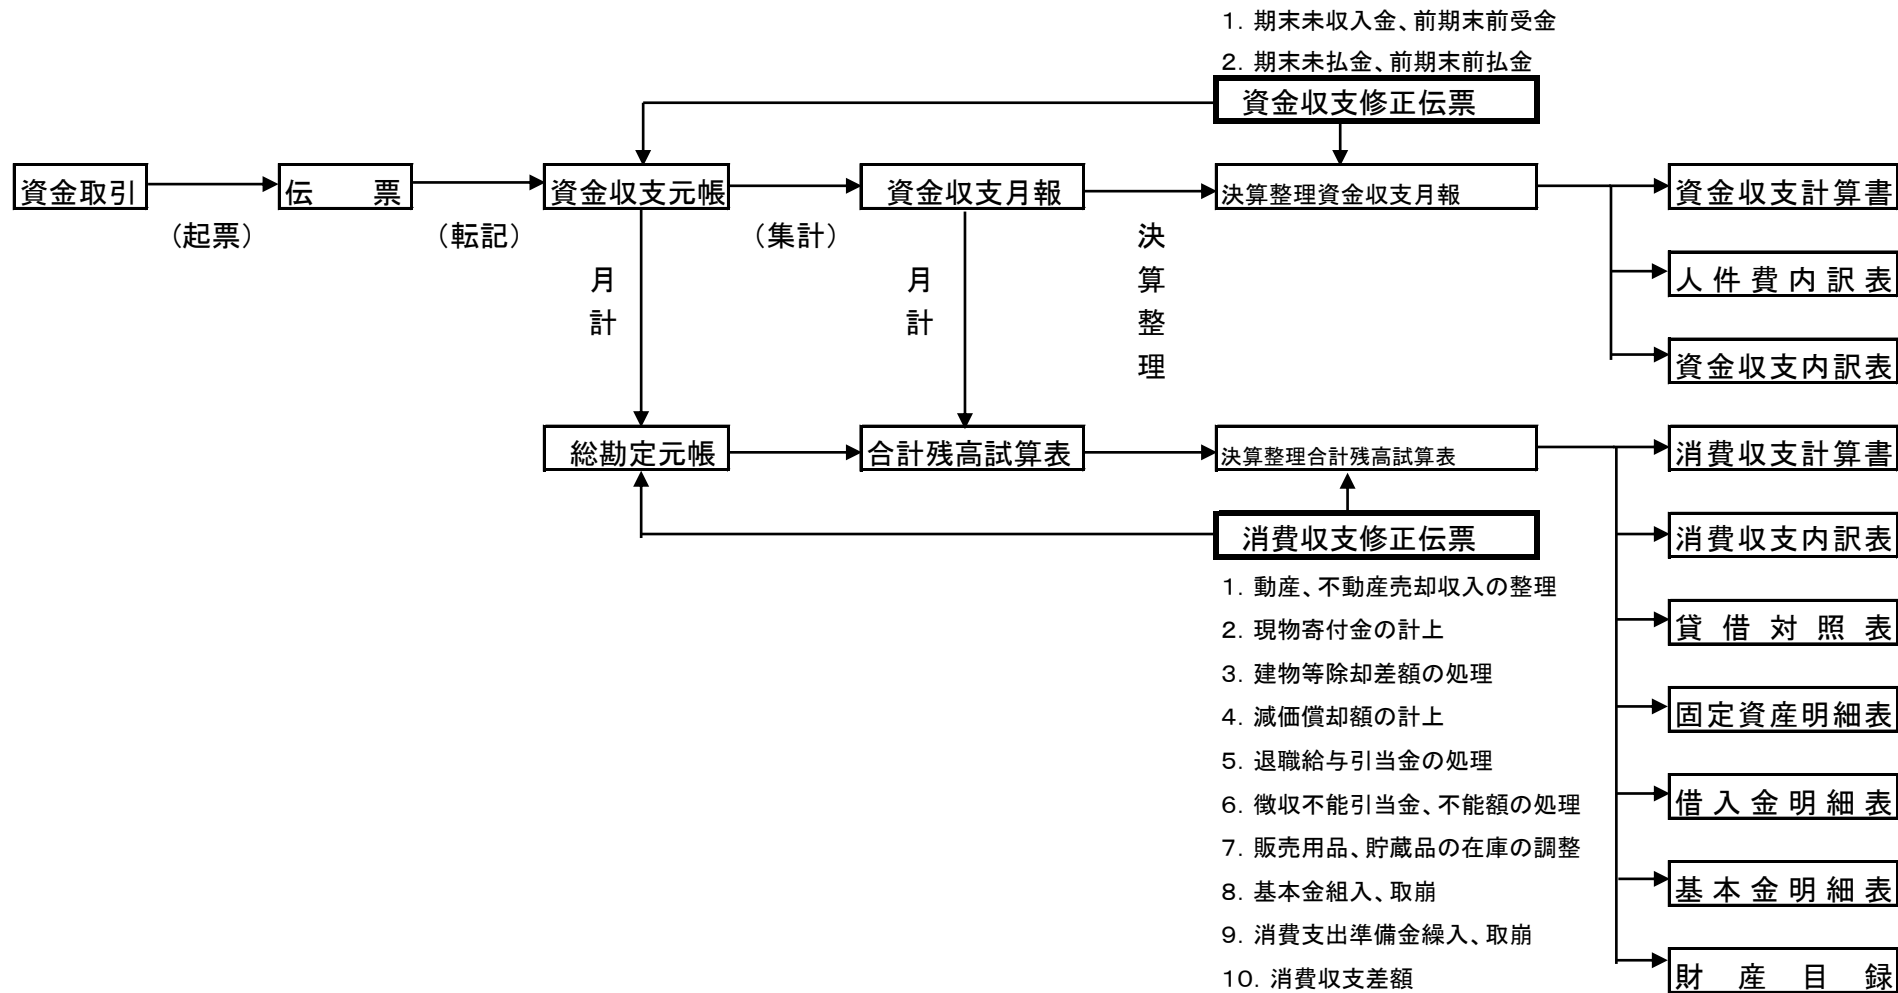 1. 期末未収入金、前期末前受金
2. 期末未払金、前期末前払金
資金収支修正伝票
資金取引
伝　票
資金収支元帳
資金収支月報
決算整理資金収支月報
資金収支計算書
(起票)
(転記)
(集計)
決算整理
月計
月計
人件費内訳表
資金収支内訳表
総勘定元帳
合計残高試算表
決算整理合計残高試算表
消費収支計算書
消費収支修正伝票
消費収支内訳表
1. 動産、不動産売却収入の整理
2. 現物寄付金の計上
3. 建物等除却差額の処理
4. 減価償却額の計上
5. 退職給与引当金の処理
6. 徴収不能引当金、不能額の処理
7. 販売用品、貯蔵品の在庫の調整
8. 基本金組入、取崩
9. 消費支出準備金繰入、取崩
10. 消費収支差額
貸借対照表
固定資産明細表
借入金明細表
基本金明細表
財産目録